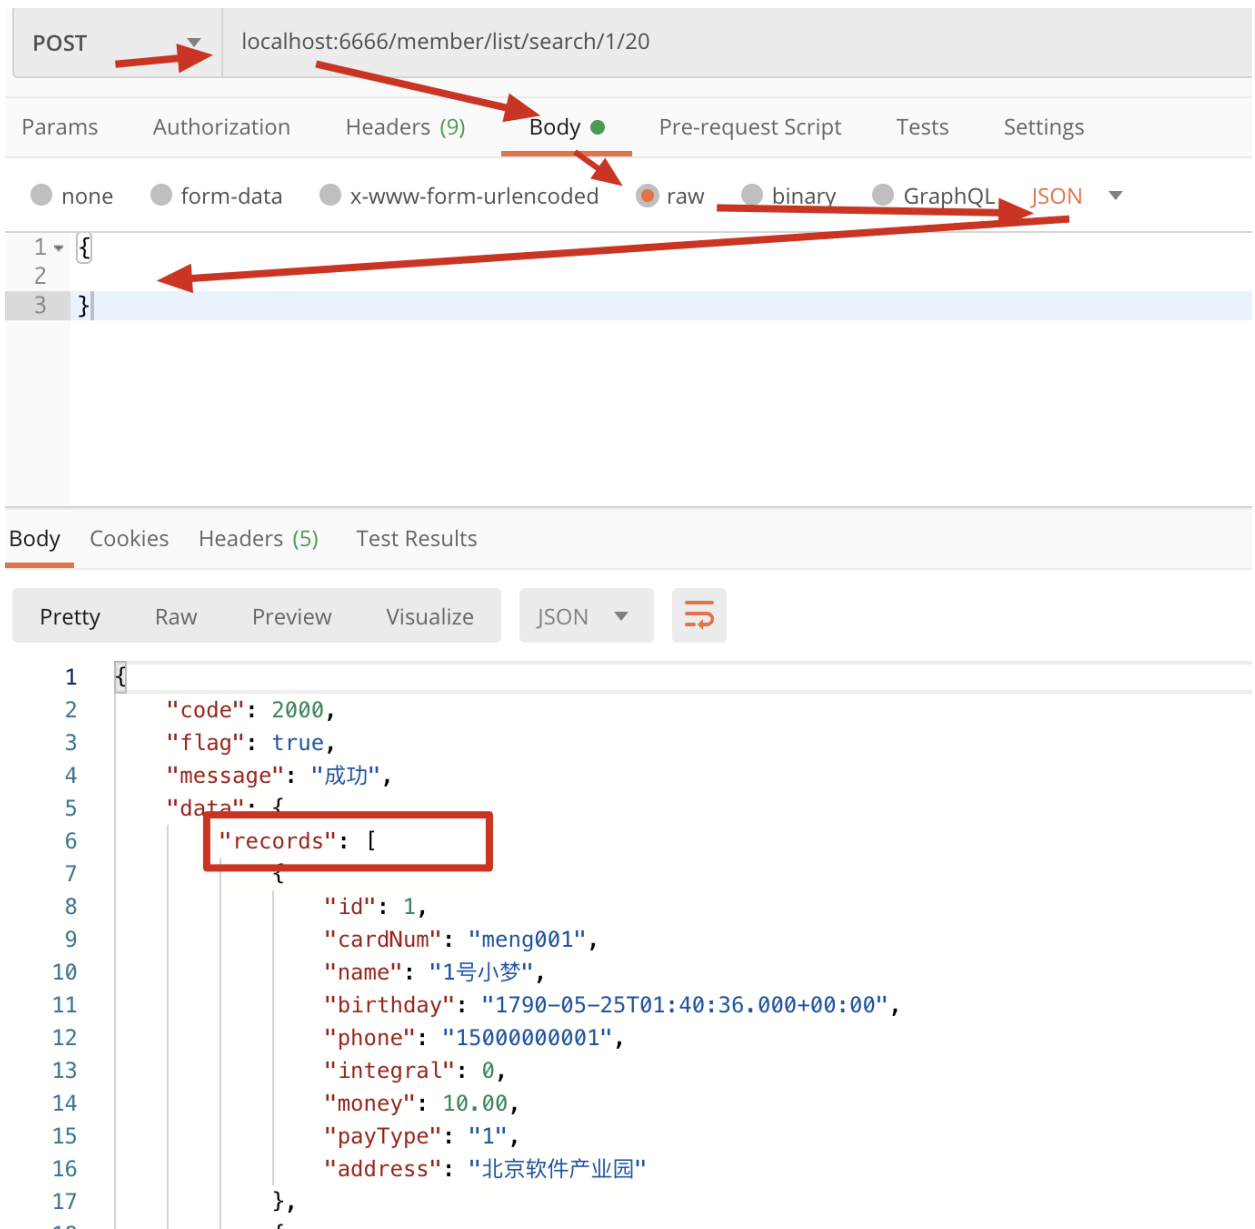 POST localhost:6666/member/list/search/1/20
Params Authorization Headers (9) Body Pre-request Script Tests Settings
none form-data x-www-form-urlencoded raw binary GraphQL JSON
1 {
2
3 }
Body Cookies Headers (5) Test Results
Pretty Raw Preview Visualize JSON
1 {
2 "code": 2000,
3 "flag": true,
4 "message": "成功",
5 "data": {
6 "records": [
7 {
8 "id": 1,
9 "cardNum": "meng001",
10 "name": "1号小梦",
11 "birthday": "1790-05-25T01:40:36.000+00:00",
12 "phone": "15000000001",
13 "integral": 0,
14 "money": 10.00,
15 "payType": "1",
16 "address": "北京软件产业园"
17 },
18 {